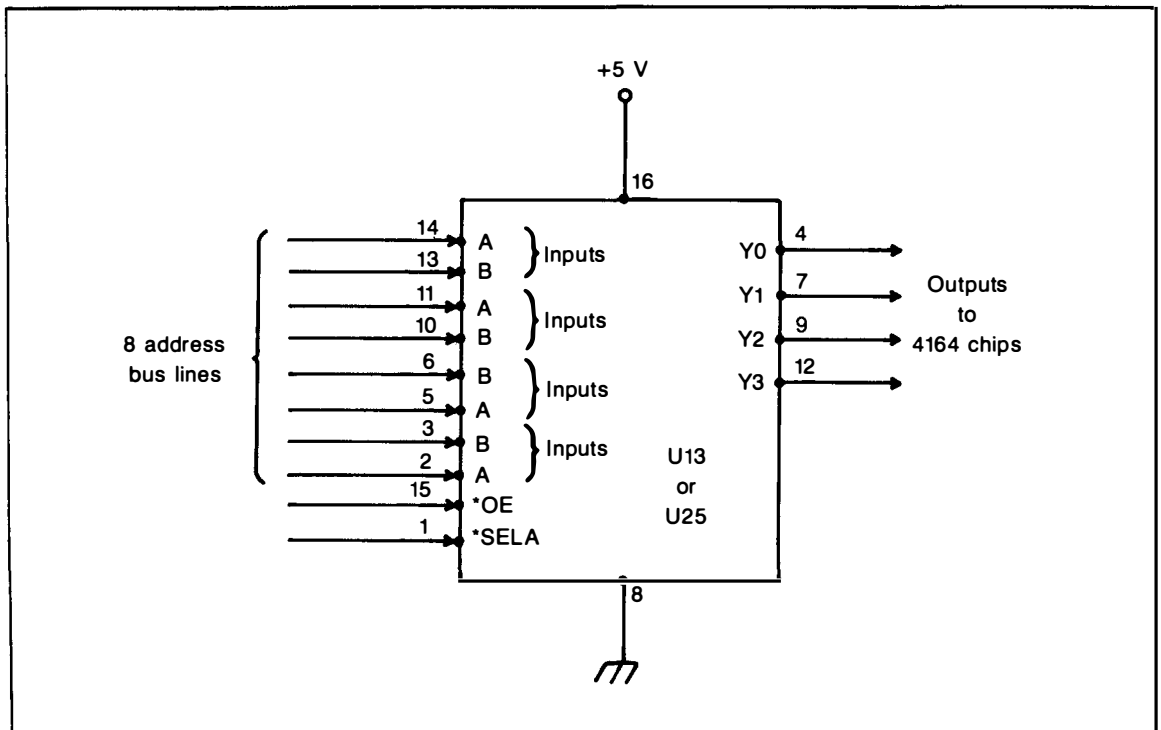 +5 V
16
14
A
Inputs
13
B
11
A
Inputs
10
B
8 address
bus lines
6
B
Inputs
5
A
3
B
Inputs
2
A
15
*OE
1
*SELA
Y0
4
Y1
7
Y2
9
Y3
12
Outputs
to
4164 chips
U13
or
U25
8